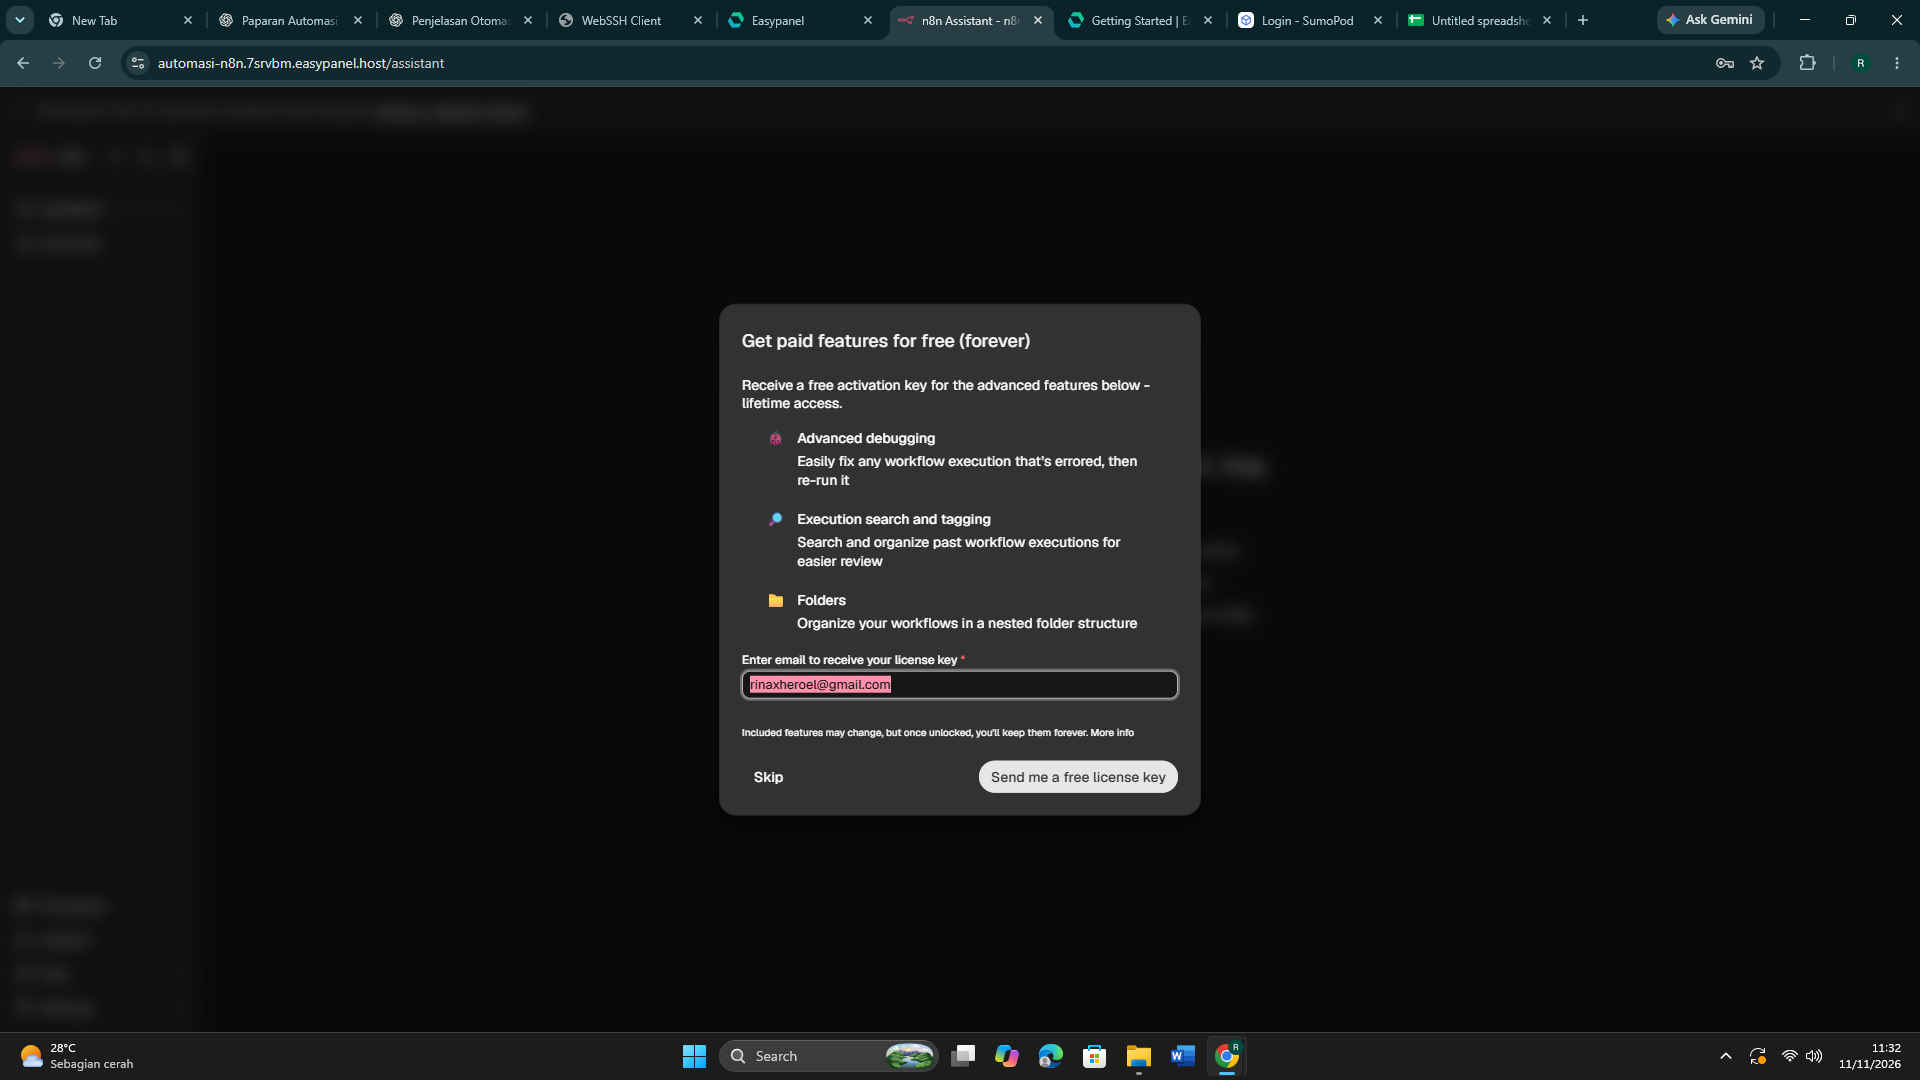 New Tab
Paparan Automasi
Penjelasan Otomas
WebSSH Client
Easypanel
n8n Assistant - n8n
Getting Started | E
Login - SumoPod
Untitled spreadshe
Ask Gemini
automasi-n8n.7srvbm.easypanel.host/assistant
R
Get paid features for free (forever)
Receive a free activation key for the advanced features below -
lifetime access.
Advanced debugging
Easily fix any workflow execution that's errored, then
re-run it
Execution search and tagging
Search and organize past workflow executions for
easier review
Folders
Organize your workflows in a nested folder structure
Enter email to receive your license key *
rinaxheroel@gmail.com
Included features may change, but once unlocked, you'll keep them forever. More info
Skip
Send me a free license key
28°C
Sebagian cerah
Search
R
11:32
11/11/2026